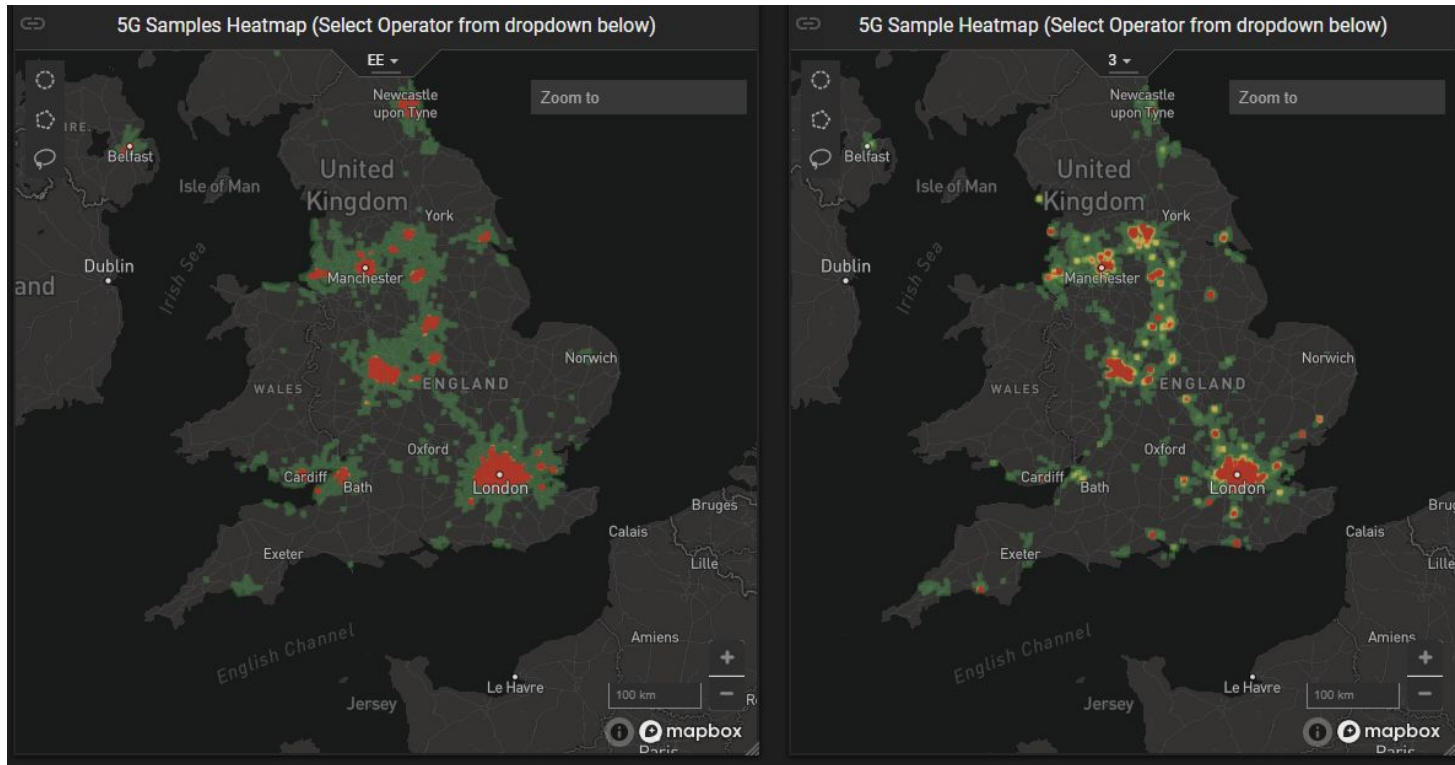 5G Samples Heatmap (Select Operator from dropdown below)
EE
Zoom to
Newcastle
upon Tyne
IRE.
Belfast
Isle of Man
United
Kingdom
York
Dublin
and
Irish Sea
Manchester
Norwich
WALES
ENGLAND
Oxford
Cardiff
Bath
London
Bruges
Calais
Exeter
Lille
English Channel
Amiens
Le Havre
Jersey
100 km
mapbox
Paris
5G Sample Heatmap (Select Operator from dropdown below)
3
Zoom to
Newcastle
upon Tyne
Belfast
Isle of Man
United
Kingdom
York
Dublin
Irish Sea
Manchester
Norwich
WALES
ENGLAND
Oxford
Cardiff
Bath
London
Brug
Calais
Exeter
Lille
English Channel
Amiens
Le Havre
Jersey
100 km
mapbox
Paris